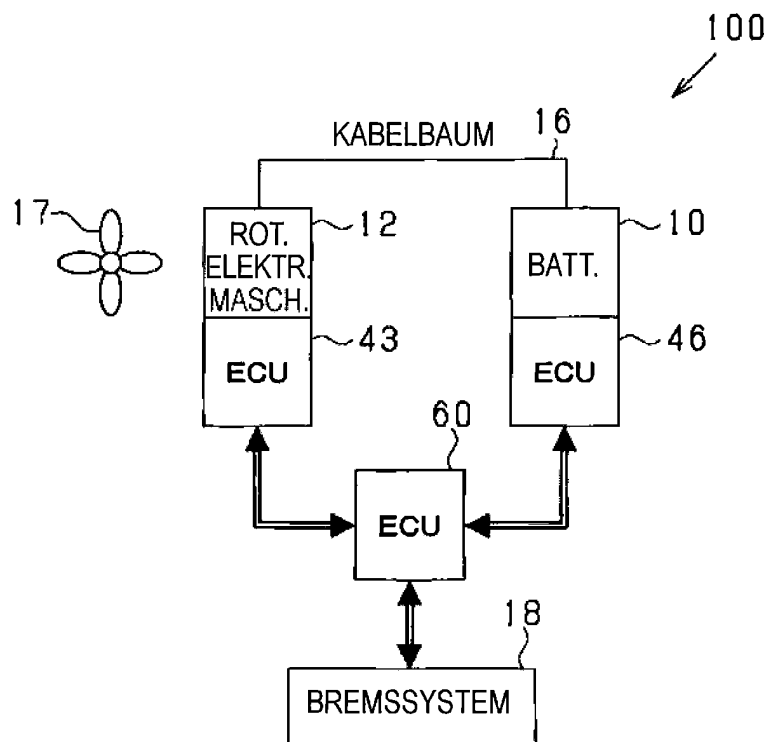 100
KABELBAUM
16
17
ROT.
ELEKTR.
MASCH.
12
BATT.
10
ECU
43
ECU
46
60
ECU
18
BREMSSYSTEM